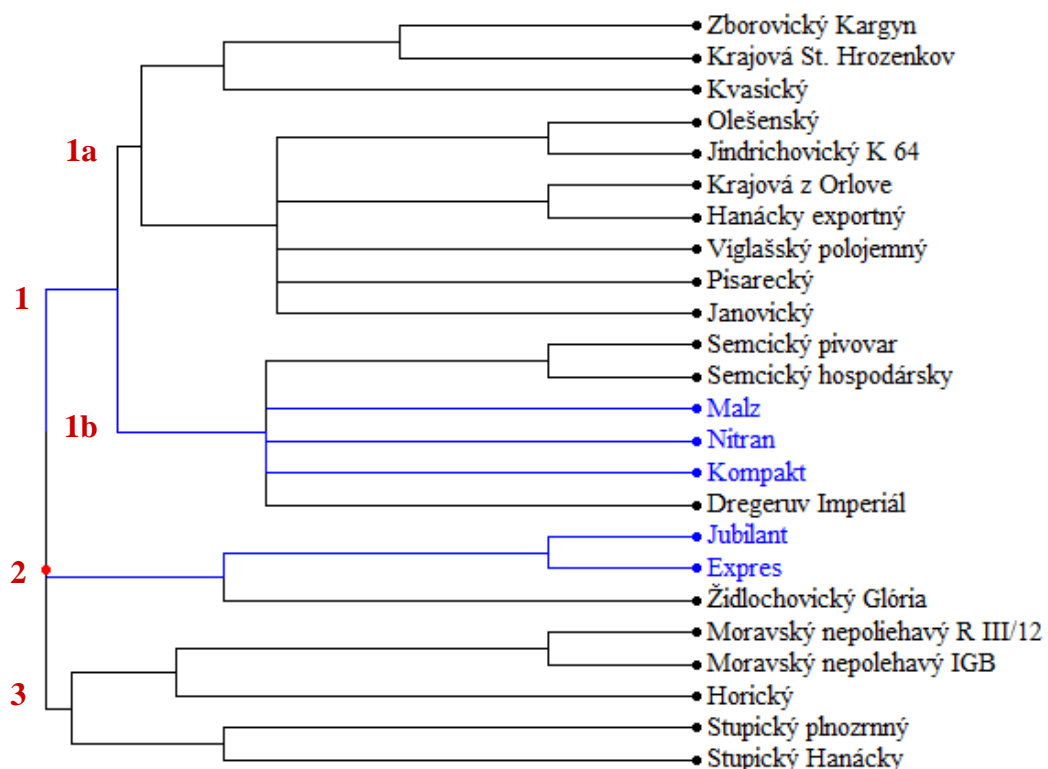 Zborovický Kargyn
Krajová St. Hrozenkov
Kvasický
Olešenský
1a
Jindrichovický K 64
Krajová z Orlove
Hanácky exportný
Víglašský polojemný
Pisarecký
1
Janovický
Semcický pivovar
Semcický hospodársky
Malz
1b
Nitran
Kompakt
Dregeruv Imperiál
Jubilant
2
Expres
Židlochovický Glória
Moravský nepoliehavý R III/12
Moravský nepolehavý IGB
3
Horický
Stupický plnozrnný
Stupický Hanácky